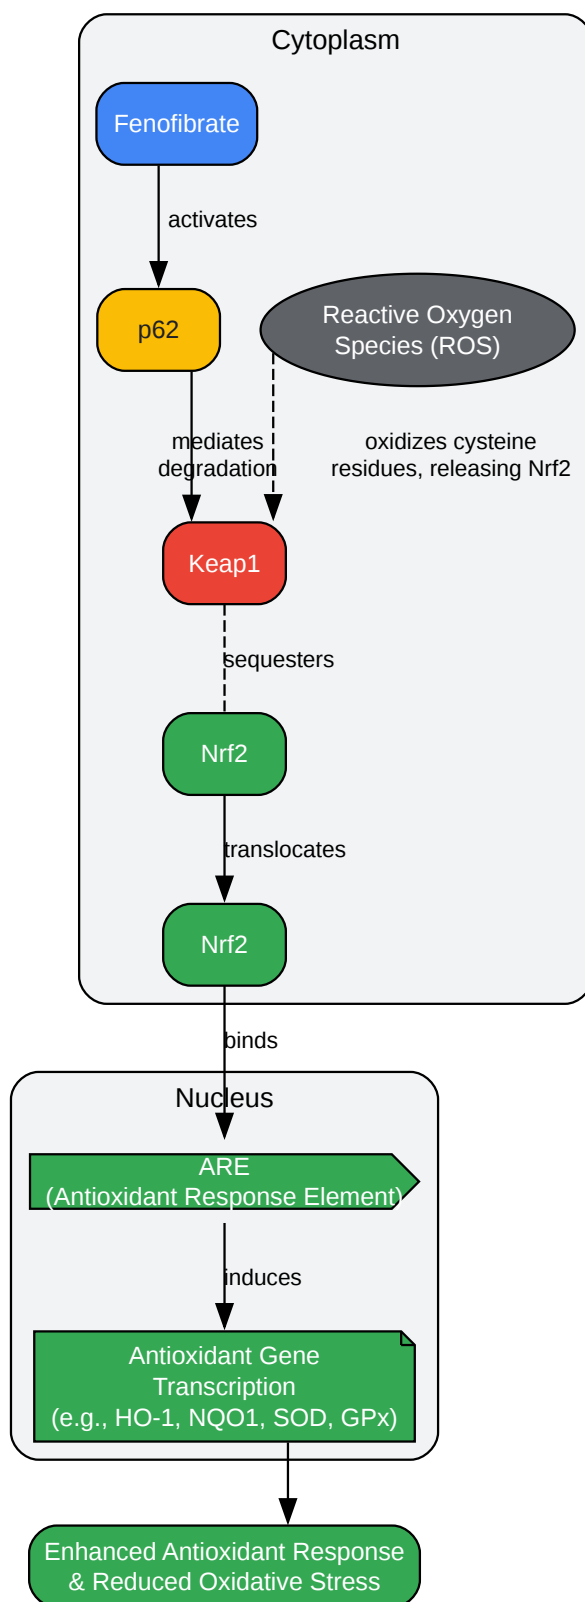 Cytoplasm
Fenofibrate
activates
p62
Reactive Oxygen
Species (ROS)
mediates
degradation
oxidizes cysteine
residues, releasing Nrf2
Keap1
sequesters
Nrf2
translocates
Nrf2
binds
Nucleus
ARE
(Antioxidant Response Element)
induces
Antioxidant Gene
Transcription
(e.g., HO-1, NQO1, SOD, GPx)
Enhanced Antioxidant Response
& Reduced Oxidative Stress